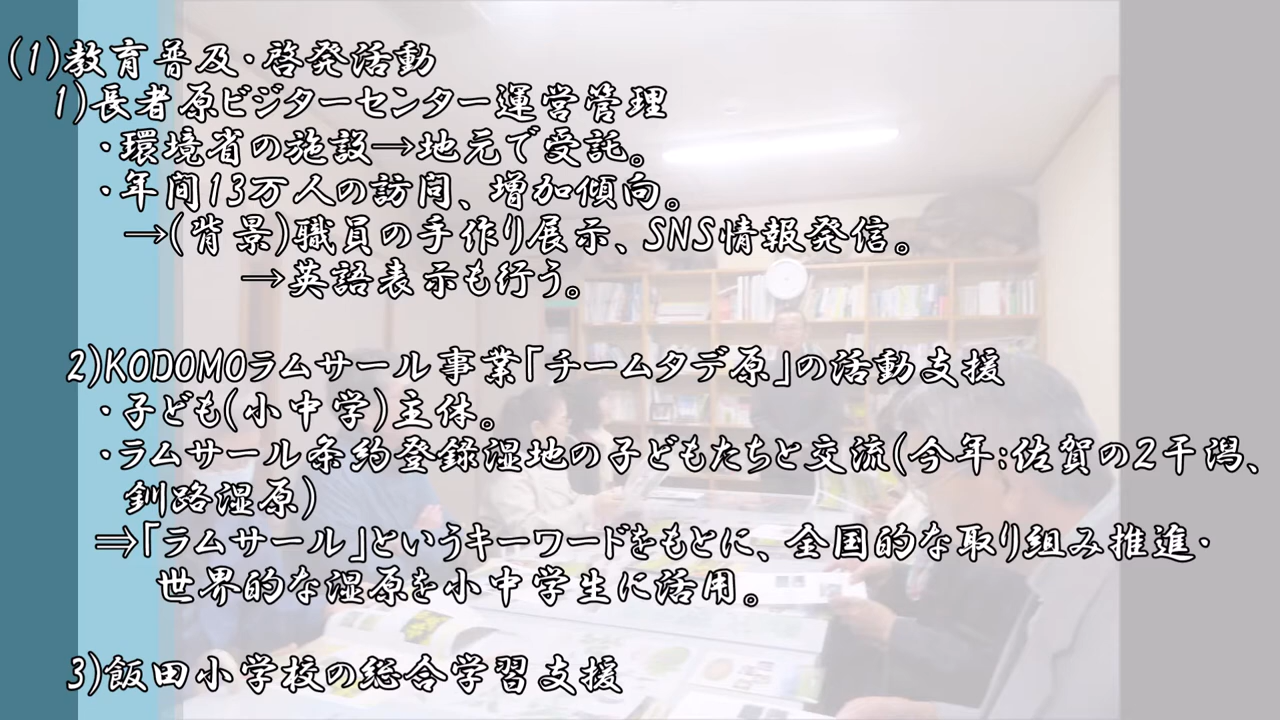 (1)教育普及・啓発活動
1)長者原ビジターセンター運営管理
・環境省の施設→地元で受託。
・年間13万人の訪問、増加傾向。
→(背景)職員の手作り展示、SNS情報発信。
→英語表示も行う。
2)KODOMOラムサール事業「チームタデ原」の活動支援
・子ども(小中学)主体。
・ラムサール条約登録湿地の子どもたちと交流(今年:佐賀の2干潟、
釧路湿原)
⇒「ラムサール」というキーワードをもとに、全国的な取り組み推進・
世界的な湿原を小中学生に活用。
3)飯田小学校の総合学習支援